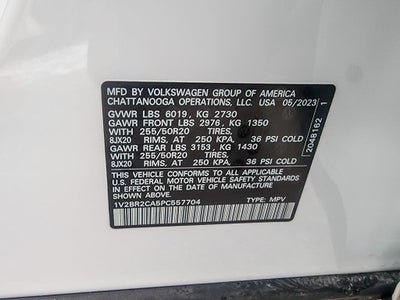 MFD BY VOLKSWAGEN GROUP OF AMERICA
CHATTANOOGA OPERATIONS, LLC. USA 05/2023
GVWR LBS 6019, KG 2730
GAWR FRONT LBS 2976, KG 1350
WITH 255/50R20 TIRES,
8JX20 RIMS, AT 250 KPA, 36 PSI COLD
GAWR REAR LBS 3153, KG 1430
WITH 255/50R20 TIRES,
8JX20 RIMS, AT 250 KPA, 36 PSI COLD
THIS VEHICLE CONFORMS TO ALL APPLICABLE
U.S. FEDERAL MOTOR VEHICLE SAFETY STANDARDS
IN EFFECT ON THE DATE OF MANUFACTURE
SHOWN ABOVE.
1V2BR2CA5PC557704 TYPE: MPV
2048162 1